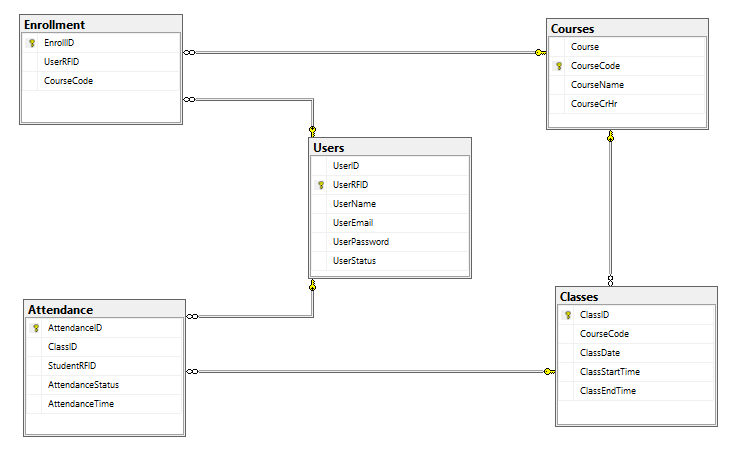 Enrollment
EnrollID
UserRFID
CourseCode
Courses
Course
CourseCode
CourseName
CourseCrHr
Users
UserID
UserRFID
UserName
UserEmail
UserPassword
UserStatus
Attendance
AttendanceID
ClassID
StudentRFID
AttendanceStatus
AttendanceTime
Classes
ClassID
CourseCode
ClassDate
ClassStartTime
ClassEndTime